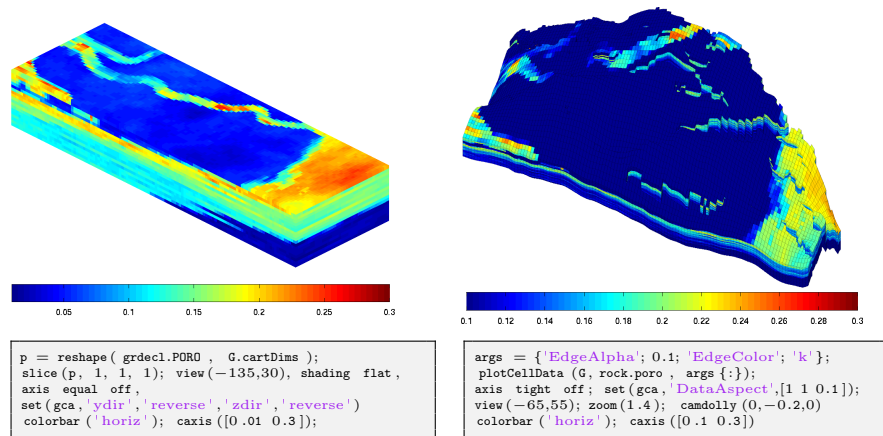 0.05 0.1 0.15 0.2 0.25 0.3
0.1 0.12 0.14 0.16 0.18 0.2 0.22 0.24 0.26 0.28 0.3
p = reshape( grdecl.PORO , G.cartDims );
slice(p, 1, 1, 1); view(−135,30), shading flat,
axis equal off,
set(gca,'ydir','reverse','zdir','reverse')
colorbar('horiz'); caxis([0.01 0.3]);
args = {'EdgeAlpha'; 0.1; 'EdgeColor'; 'k'};
plotCellData(G, rock.poro , args{:});
axis tight off; set(gca,'DataAspect',[1 1 0.1]);
view(−65,55); zoom(1.4); camdolly(0,−0.2,0)
colorbar('horiz'); caxis([0.1 0.3])